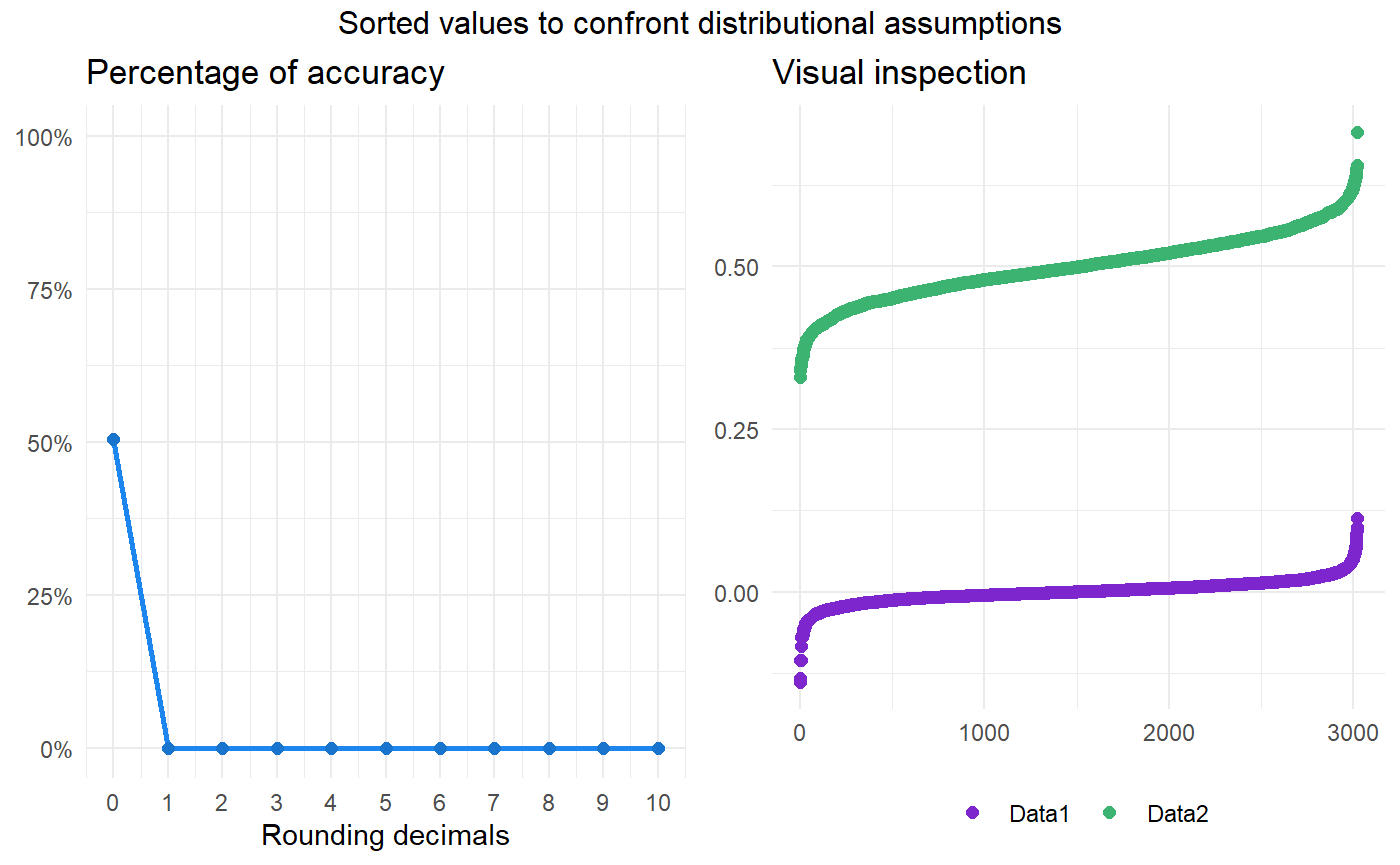 Sorted values to confront distributional assumptions
Percentage of accuracy
100%
75%
50%
25%
0%
0 1 2 3 4 5 6 7 8 9 10
Rounding decimals
Visual inspection
0.50
0.25
0.00
0 1000 2000 3000
Data1 Data2